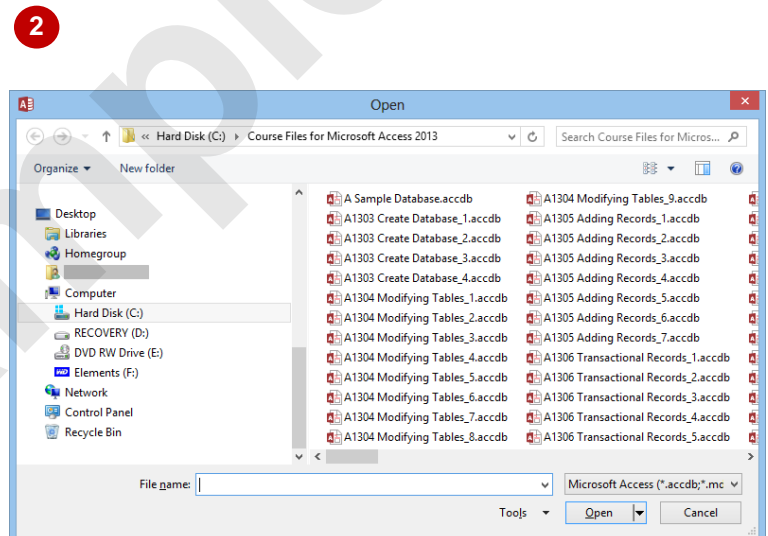 2
Open
« Hard Disk (C:) Course Files for Microsoft Access 2013
Search Course Files for Micros...
Organize
New folder
Desktop
Libraries
Homegroup
Computer
Hard Disk (C:)
RECOVERY (D:)
DVD RW Drive (E:)
Elements (F:)
Network
Control Panel
Recycle Bin
A Sample Database.accdb
A1303 Create Database_1.accdb
A1303 Create Database_2.accdb
A1303 Create Database_3.accdb
A1303 Create Database_4.accdb
A1304 Modifying Tables_1.accdb
A1304 Modifying Tables_2.accdb
A1304 Modifying Tables_3.accdb
A1304 Modifying Tables_4.accdb
A1304 Modifying Tables_5.accdb
A1304 Modifying Tables_6.accdb
A1304 Modifying Tables_7.accdb
A1304 Modifying Tables_8.accdb
A1304 Modifying Tables_9.accdb
A1305 Adding Records_1.accdb
A1305 Adding Records_2.accdb
A1305 Adding Records_3.accdb
A1305 Adding Records_4.accdb
A1305 Adding Records_5.accdb
A1305 Adding Records_6.accdb
A1305 Adding Records_7.accdb
A1306 Transactional Records_1.accdb
A1306 Transactional Records_2.accdb
A1306 Transactional Records_3.accdb
A1306 Transactional Records_4.accdb
A1306 Transactional Records_5.accdb
File name:
Microsoft Access (*.accdb;*.mc
Tools
Open
Cancel